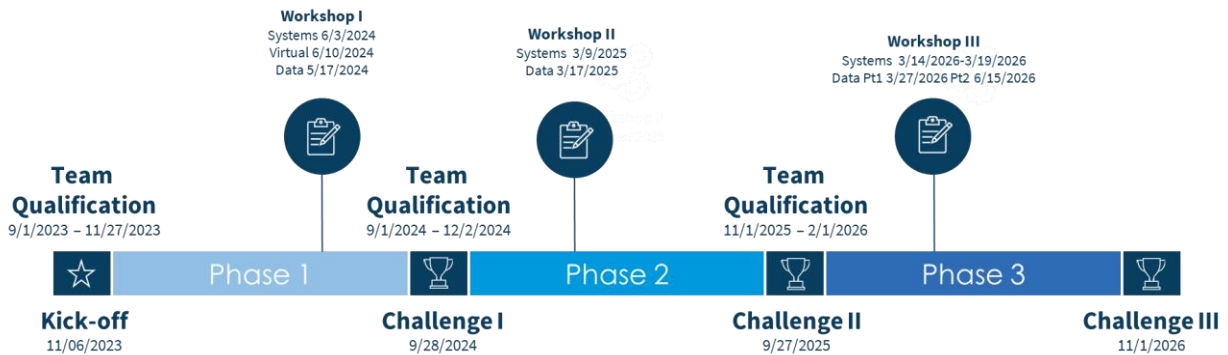 Workshop I
Systems 6/3/2024
Virtual 6/10/2024
Data 5/17/2024
Workshop II
Systems 3/9/2025
Data 3/17/2025
Workshop III
Systems 3/14/2026-3/19/2026
Data Pt1 3/27/2026 Pt2 6/15/2026
Team
Qualification
9/1/2023 – 11/27/2023
Team
Qualification
9/1/2024 – 12/2/2024
Team
Qualification
11/1/2025 – 2/1/2026
Phase 1
Phase 2
Phase 3
Kick-off
11/06/2023
Challenge I
9/28/2024
Challenge II
9/27/2025
Challenge III
11/1/2026